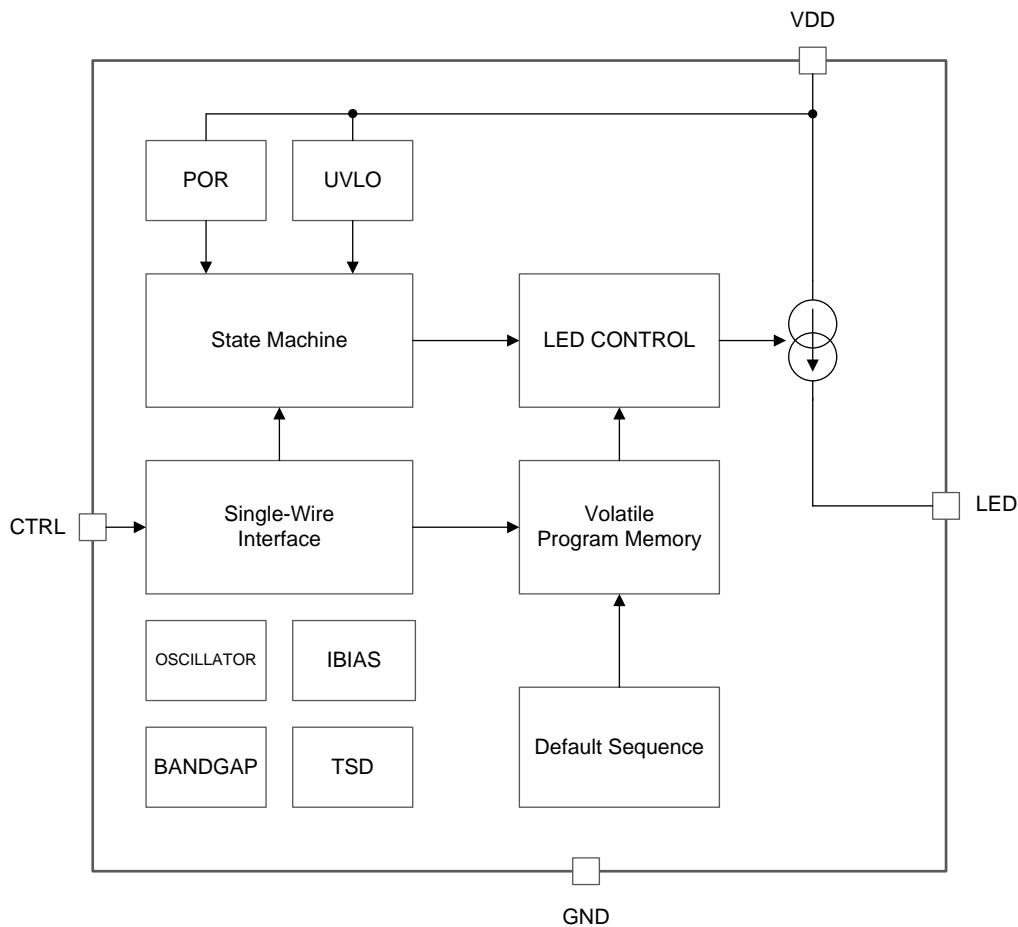 VDD
POR
UVLO
State Machine
LED CONTROL
CTRL
Single-Wire
Interface
Volatile
Program Memory
LED
OSCILLATOR
IBIAS
BANDGAP
TSD
Default Sequence
GND